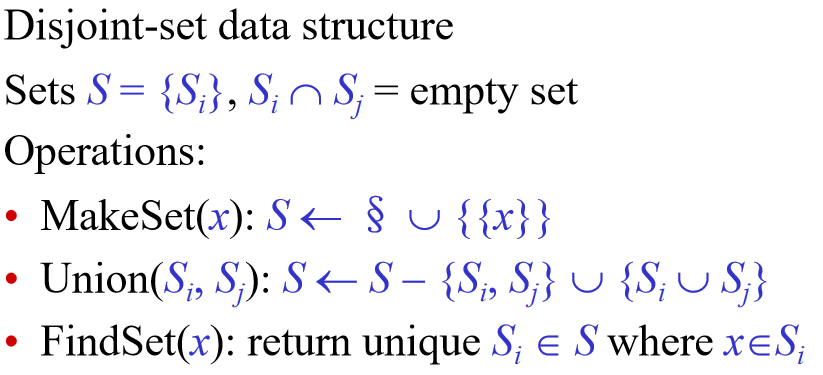 Disjoint-set data structure
Sets S = {Sᵢ}, Sᵢ ∩ Sⱼ = empty set
Operations:
• MakeSet(x): S ← § ∪ {{x}}
• Union(Sᵢ, Sⱼ): S ← S – {Sᵢ, Sⱼ} ∪ {Sᵢ ∪ Sⱼ}
• FindSet(x): return unique Sᵢ ∈ S where x∈Sᵢ